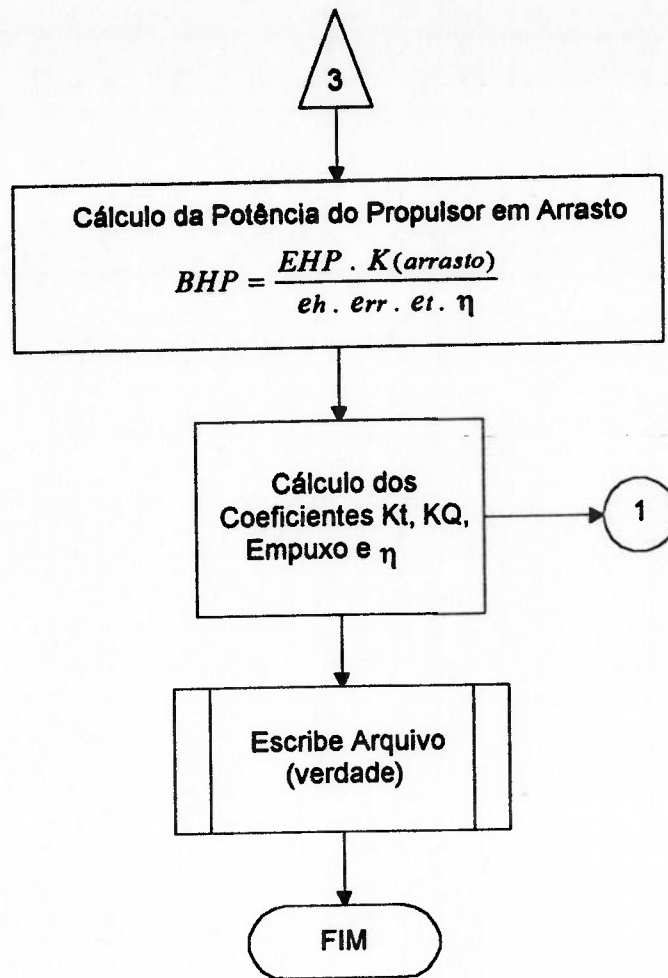 3
Cálculo da Potência do Propulsor em Arrasto
BHP = EHP . K(arrasto) / eh . err . et . η
Cálculo dos
Coeficientes Kt, KQ,
Empuxo e η
1
Escribe Arquivo
(verdade)
FIM